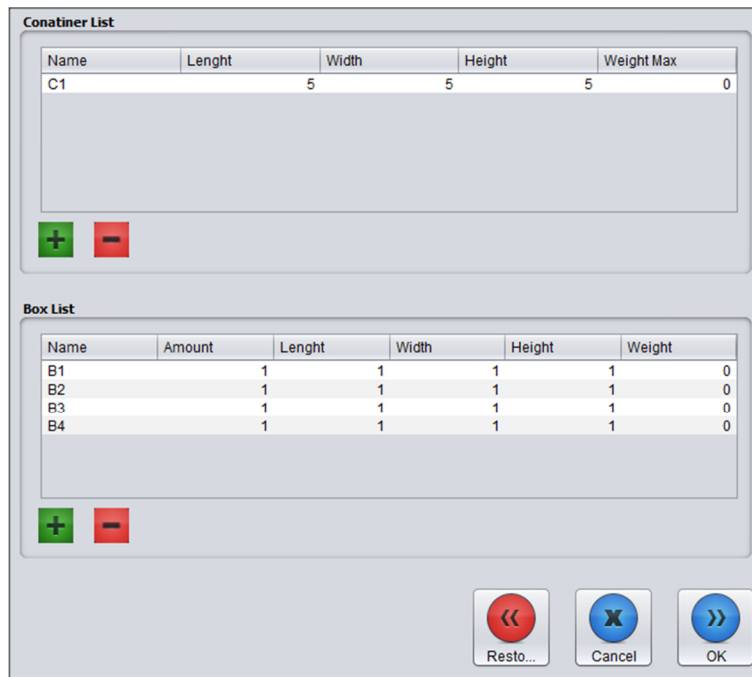 Conatiner List
Name Lenght Width Height Weight Max
C1 5 5 5 0
Box List
Name Amount Lenght Width Height Weight
B1 1 1 1 1 0
B2 1 1 1 1 0
B3 1 1 1 1 0
B4 1 1 1 1 0
Resto... Cancel OK